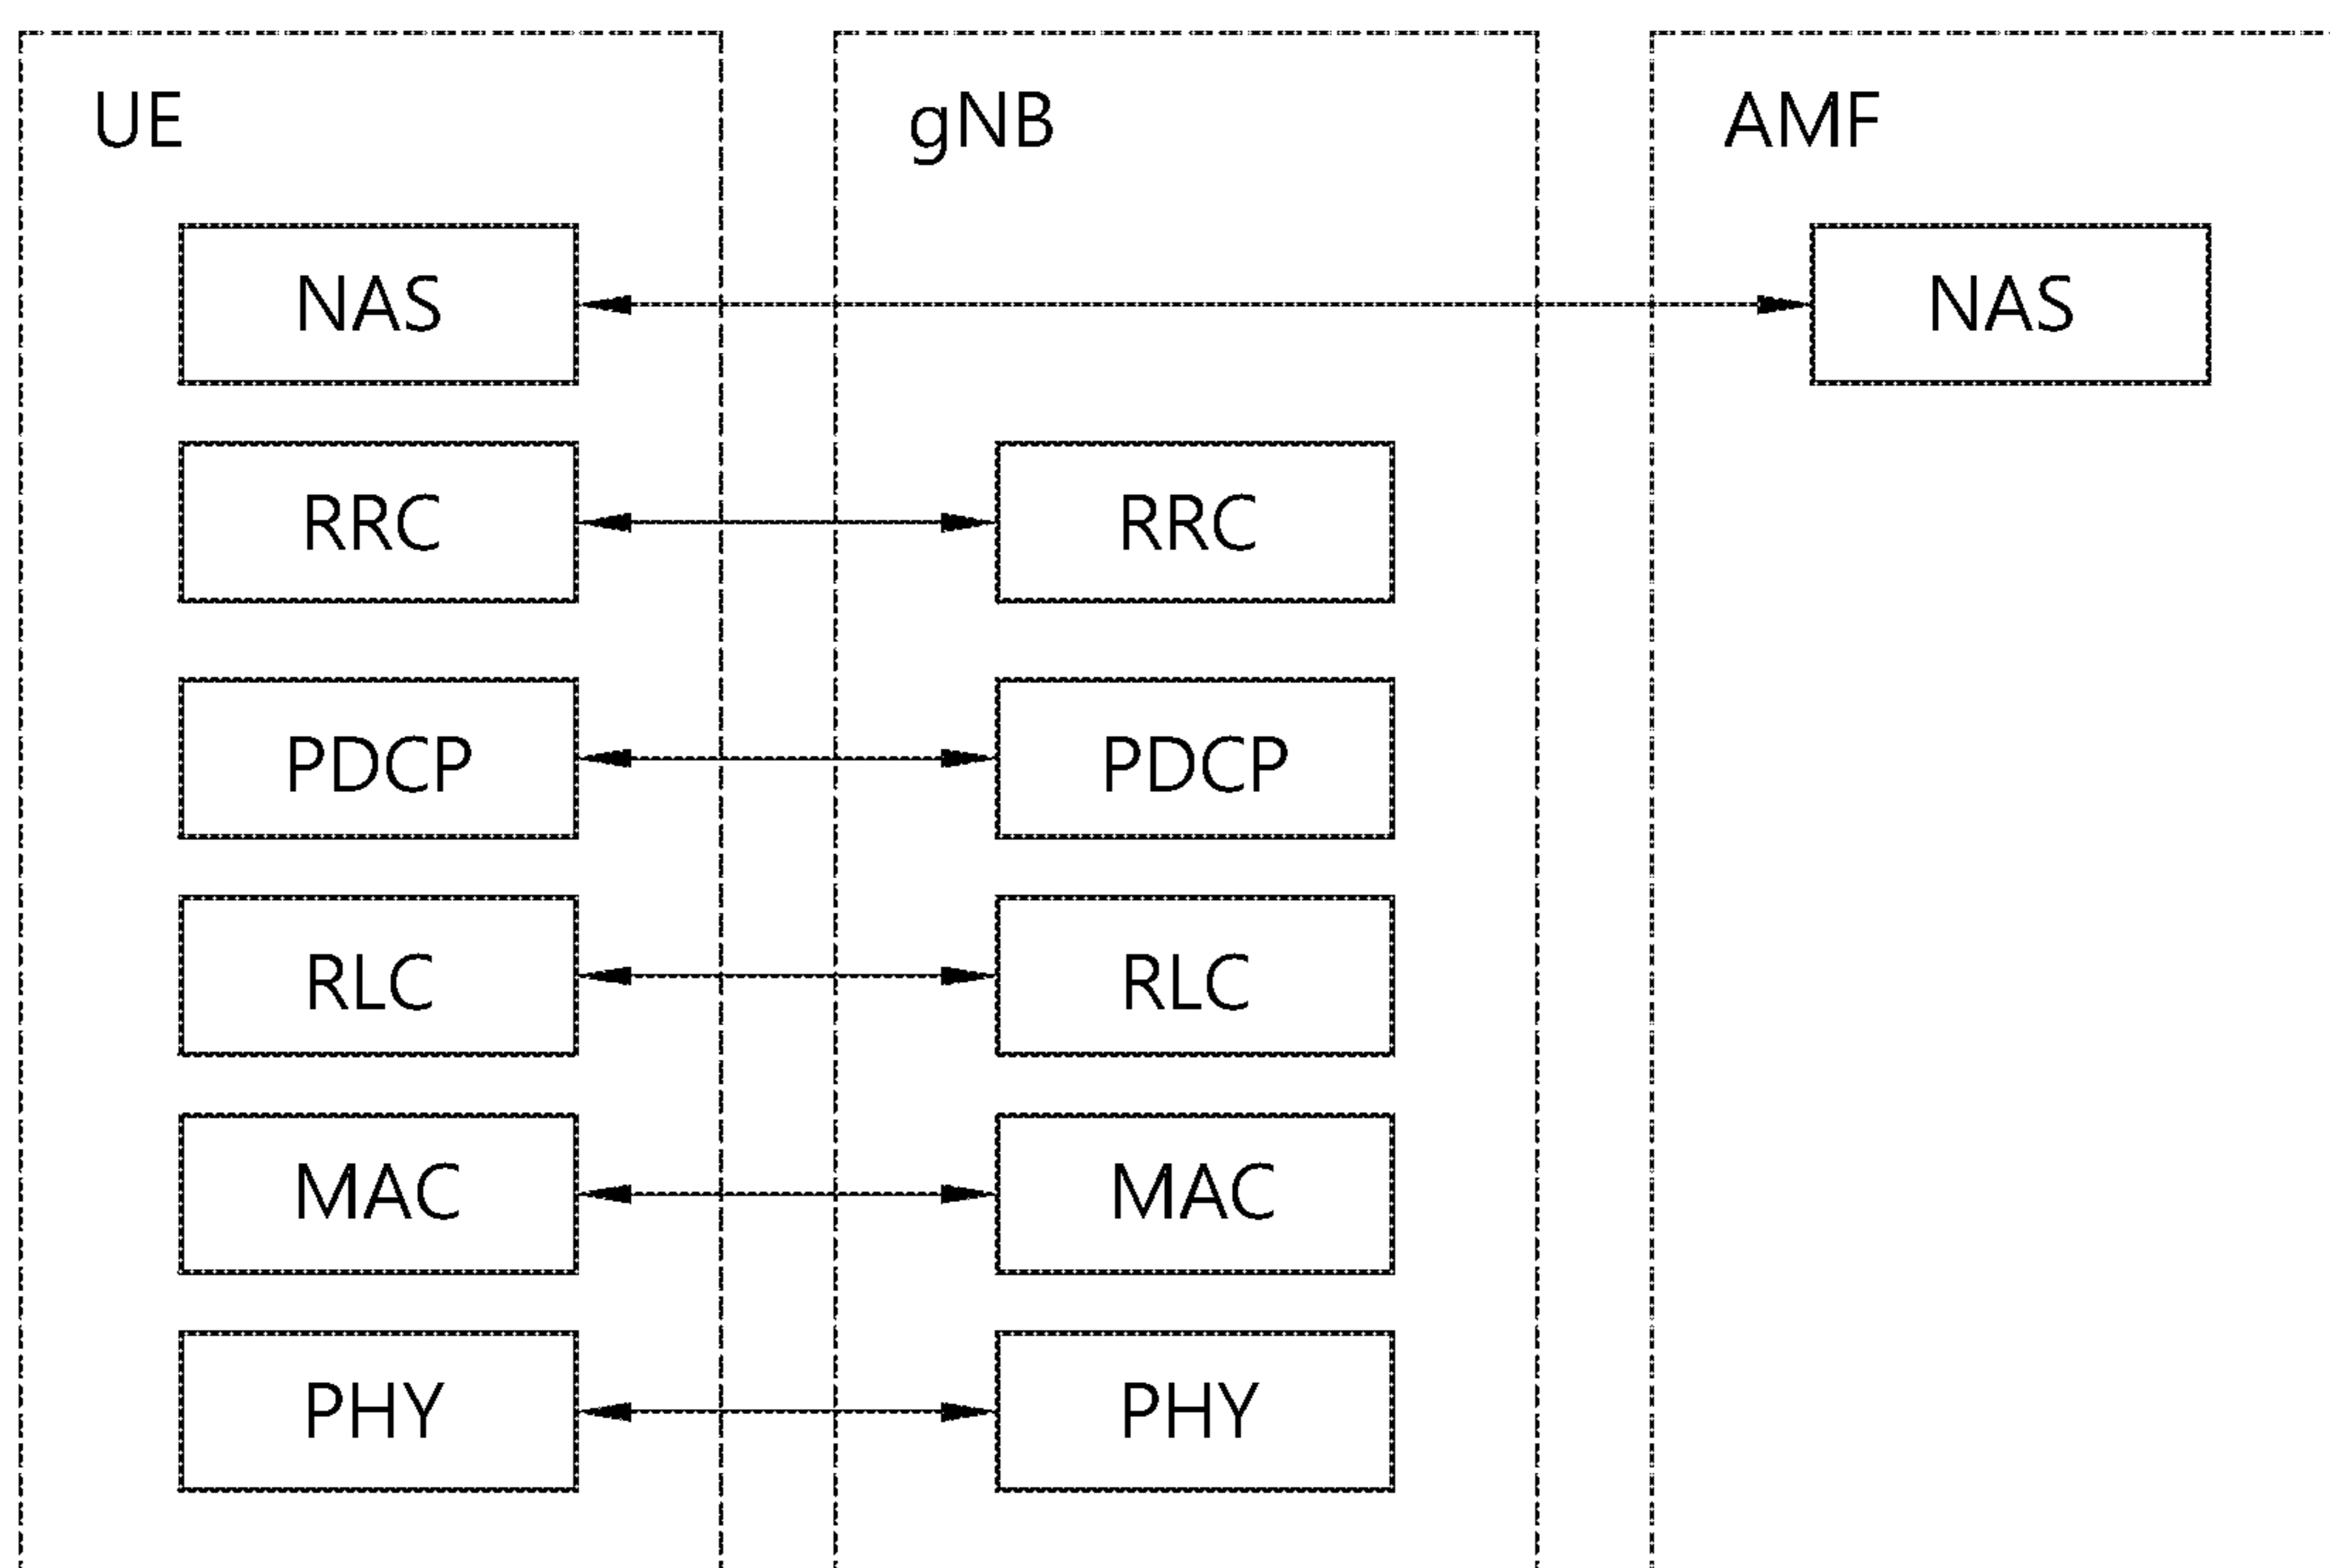 UE gNB AMF
NAS NAS
RRC RRC
PDCP PDCP
RLC RLC
MAC MAC
PHY PHY